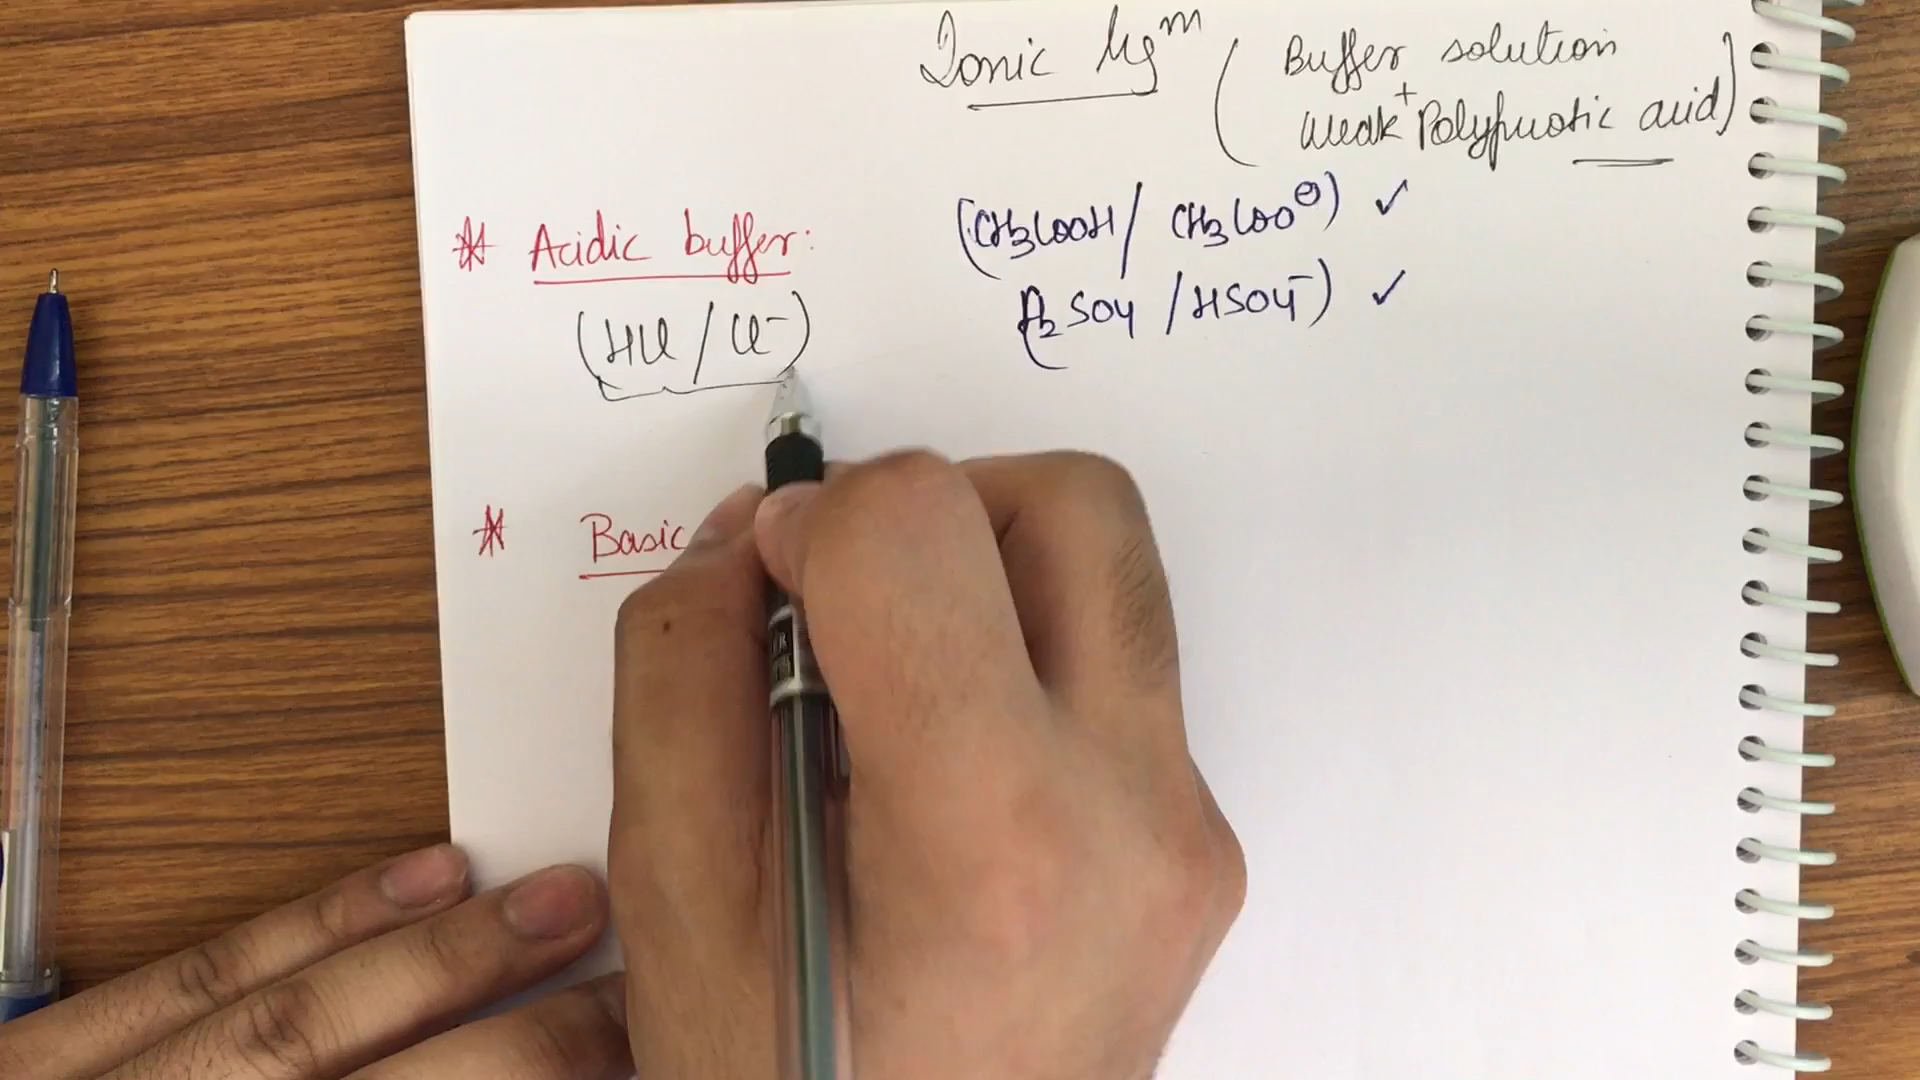 Ionic Eqᵐ ( Buffer solution
+
Weak Polyprotic acid)
* Acidic buffer:
(CH₃COOH / CH₃COO⊖) ✓
(H₂SO₄ / HSO₄⁻) ✓
(HCl / Cl⁻)
* Basic